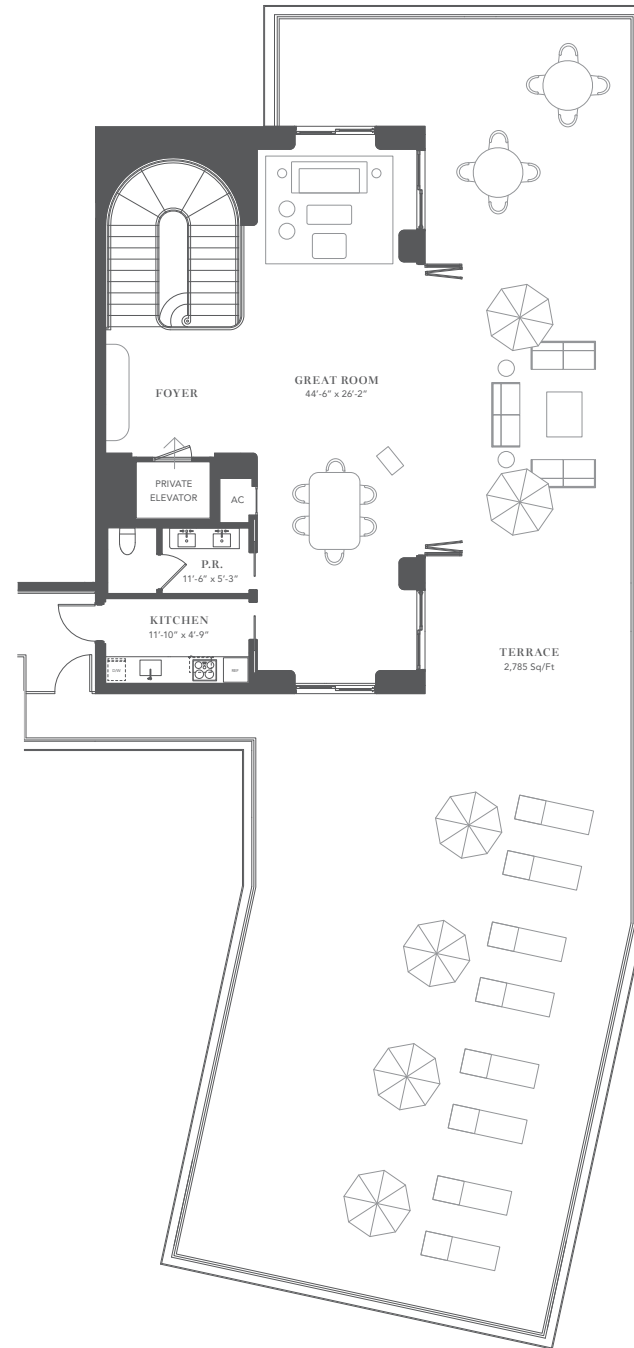 FOYER
GREAT ROOM
44'-6" x 26'-2"
PRIVATE
ELEVATOR
AC
P.R.
11'-6" x 5'-3"
KITCHEN
11'-10" x 4'-9"
D/W
REF
TERRACE
2,785 Sq/Ft